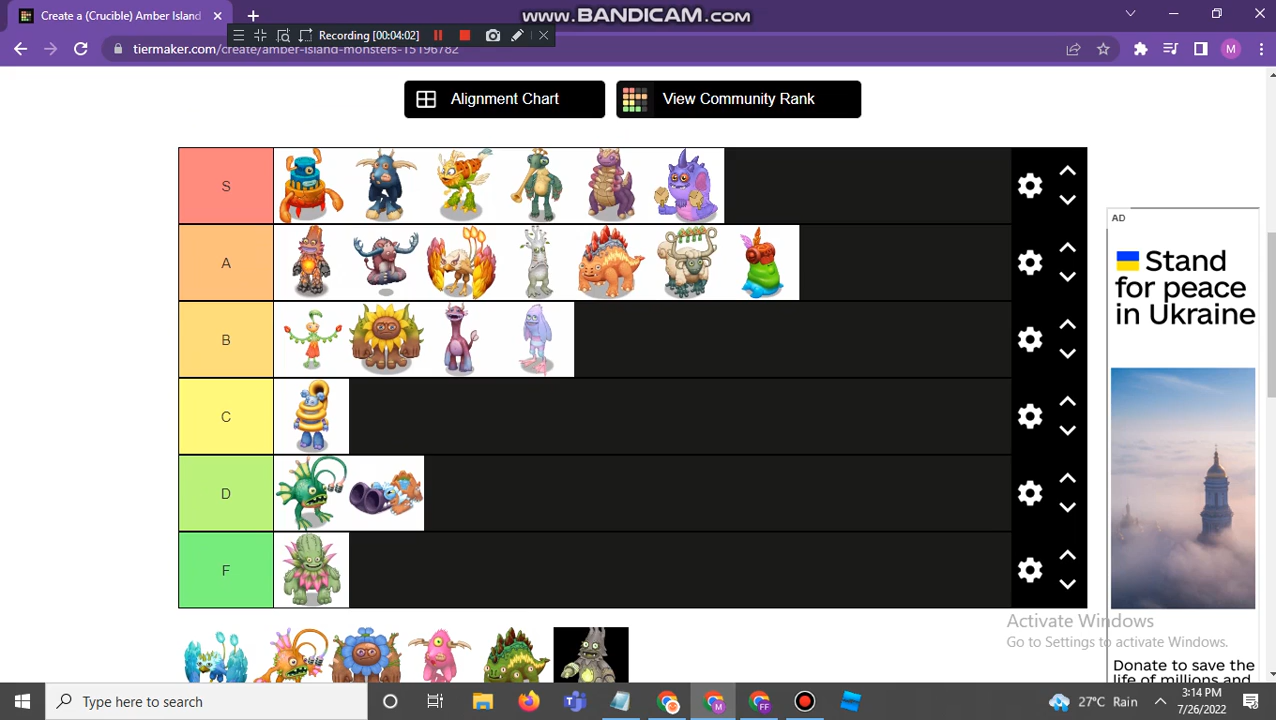 Create a (Crucible) Amber Island
www.BANDICAM.com
Recording [00:04:02]
tiermaker.com/create/amber-island-monsters-15196782
M
Alignment Chart
View Community Rank
S
A
B
C
D
F
AD
Stand
for peace
in Ukraine
Activate Windows
Go to Settings to activate Windows.
Donate to save the
life of millions and
Type here to search
M
FF
27°C Rain
3:14 PM
7/26/2022